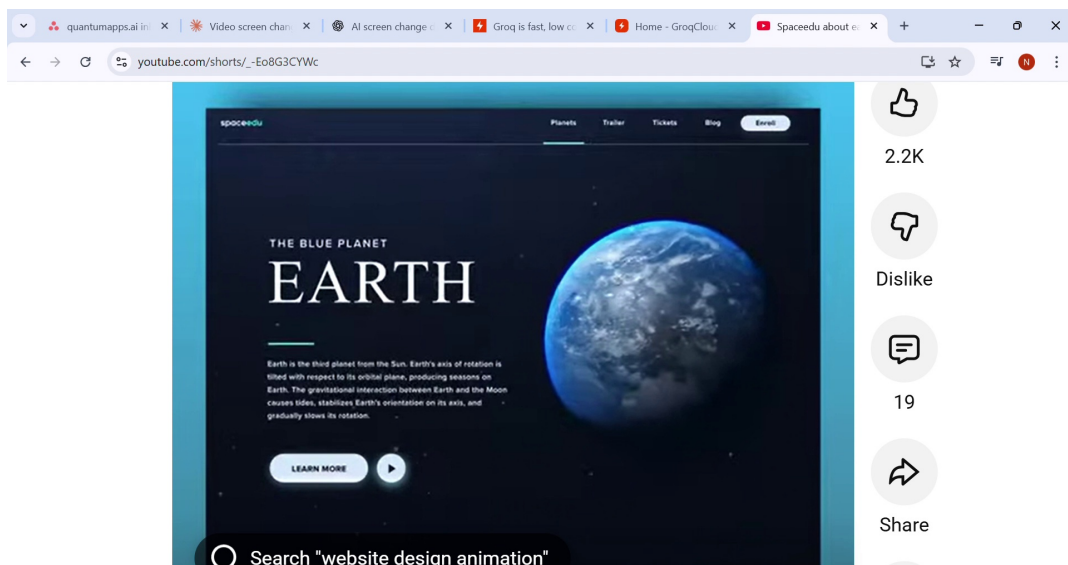 quantumapps.ai in
Video screen chan
AI screen change d
Groq is fast, low co
Home - GroqCloud
Spaceedu about ea
youtube.com/shorts/_-Eo8G3CYWc
N
spaceedu
Planets Trailer Tickets Blog Enroll
THE BLUE PLANET
EARTH
Earth is the third planet from the Sun. Earth's axis of rotation is
tilted with respect to its orbital plane, producing seasons on
Earth. The gravitational interaction between Earth and the Moon
causes tides, stabilizes Earth's orientation on its axis, and
gradually slows its rotation.
LEARN MORE
Search "website design animation"
2.2K
Dislike
19
Share